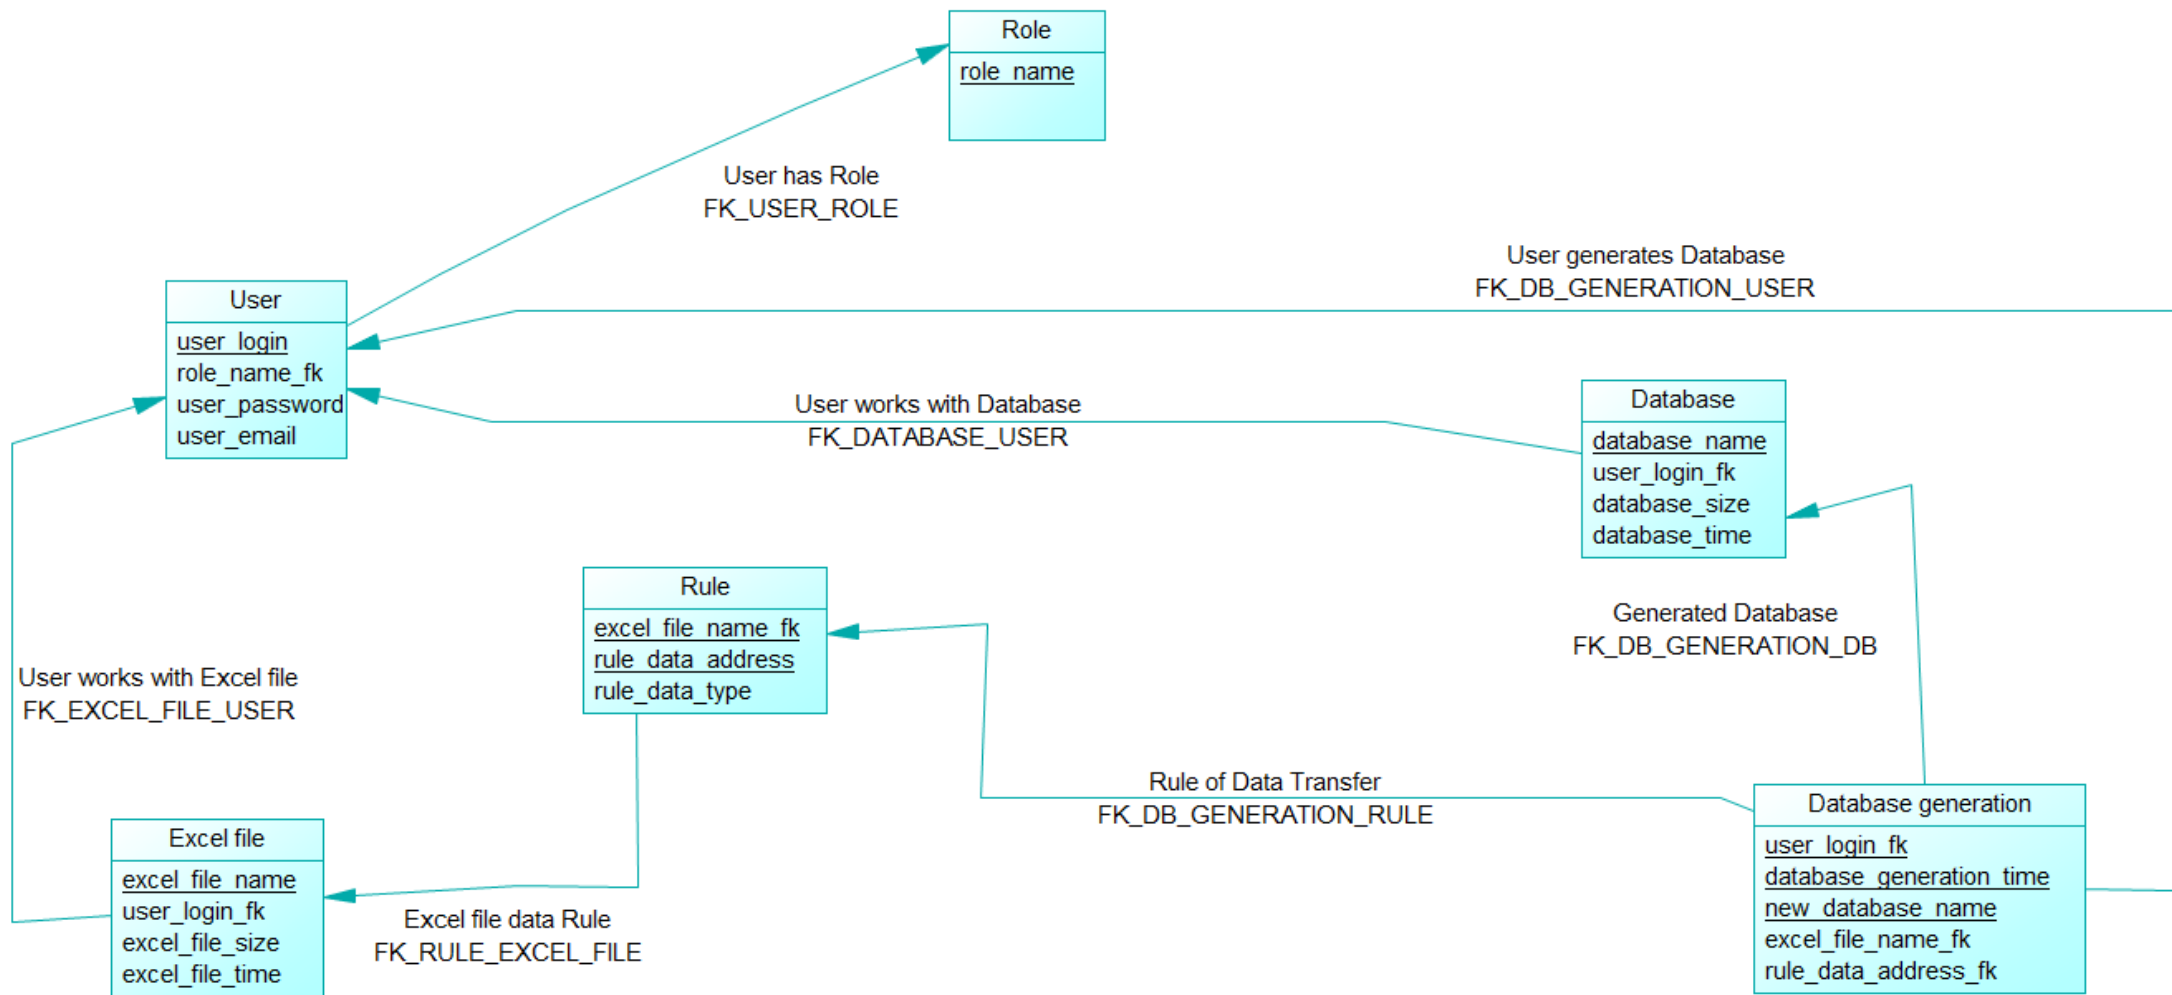 Role
role_name
User has Role
FK_USER_ROLE
User generates Database
FK_DB_GENERATION_USER
User
user_login
role_name_fk
user_password
user_email
User works with Database
FK_DATABASE_USER
Database
database_name
user_login_fk
database_size
database_time
Rule
excel_file_name_fk
rule_data_address
rule_data_type
Generated Database
FK_DB_GENERATION_DB
User works with Excel file
FK_EXCEL_FILE_USER
Rule of Data Transfer
FK_DB_GENERATION_RULE
Excel file
excel_file_name
user_login_fk
excel_file_size
excel_file_time
Excel file data Rule
FK_RULE_EXCEL_FILE
Database generation
user_login_fk
database_generation_time
new_database_name
excel_file_name_fk
rule_data_address_fk